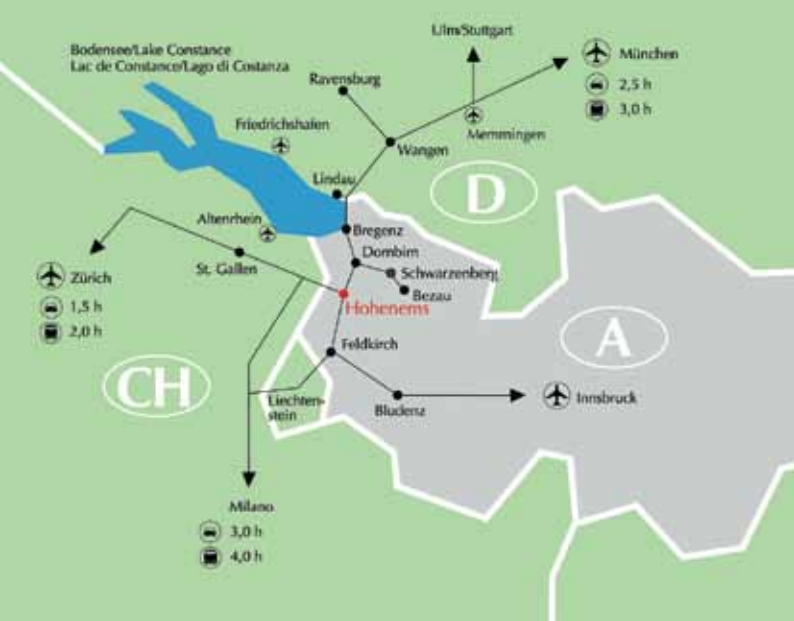 Ulm/Stuttgart
Bodensee/Lake Constance
Lac de Constance/Lago di Costanza
München
2,5 h
3,0 h
Ravensburg
Friedrichshafen
Memmingen
Wangen
Lindau
D
Altenrhein
Bregenz
Dornbirn
St. Gallen
Schwarzenberg
Bezau
Zürich
1,5 h
2,0 h
Hohenems
A
Feldkirch
CH
Liechten-
stein
Bludenz
Innsbruck
Milano
3,0 h
4,0 h